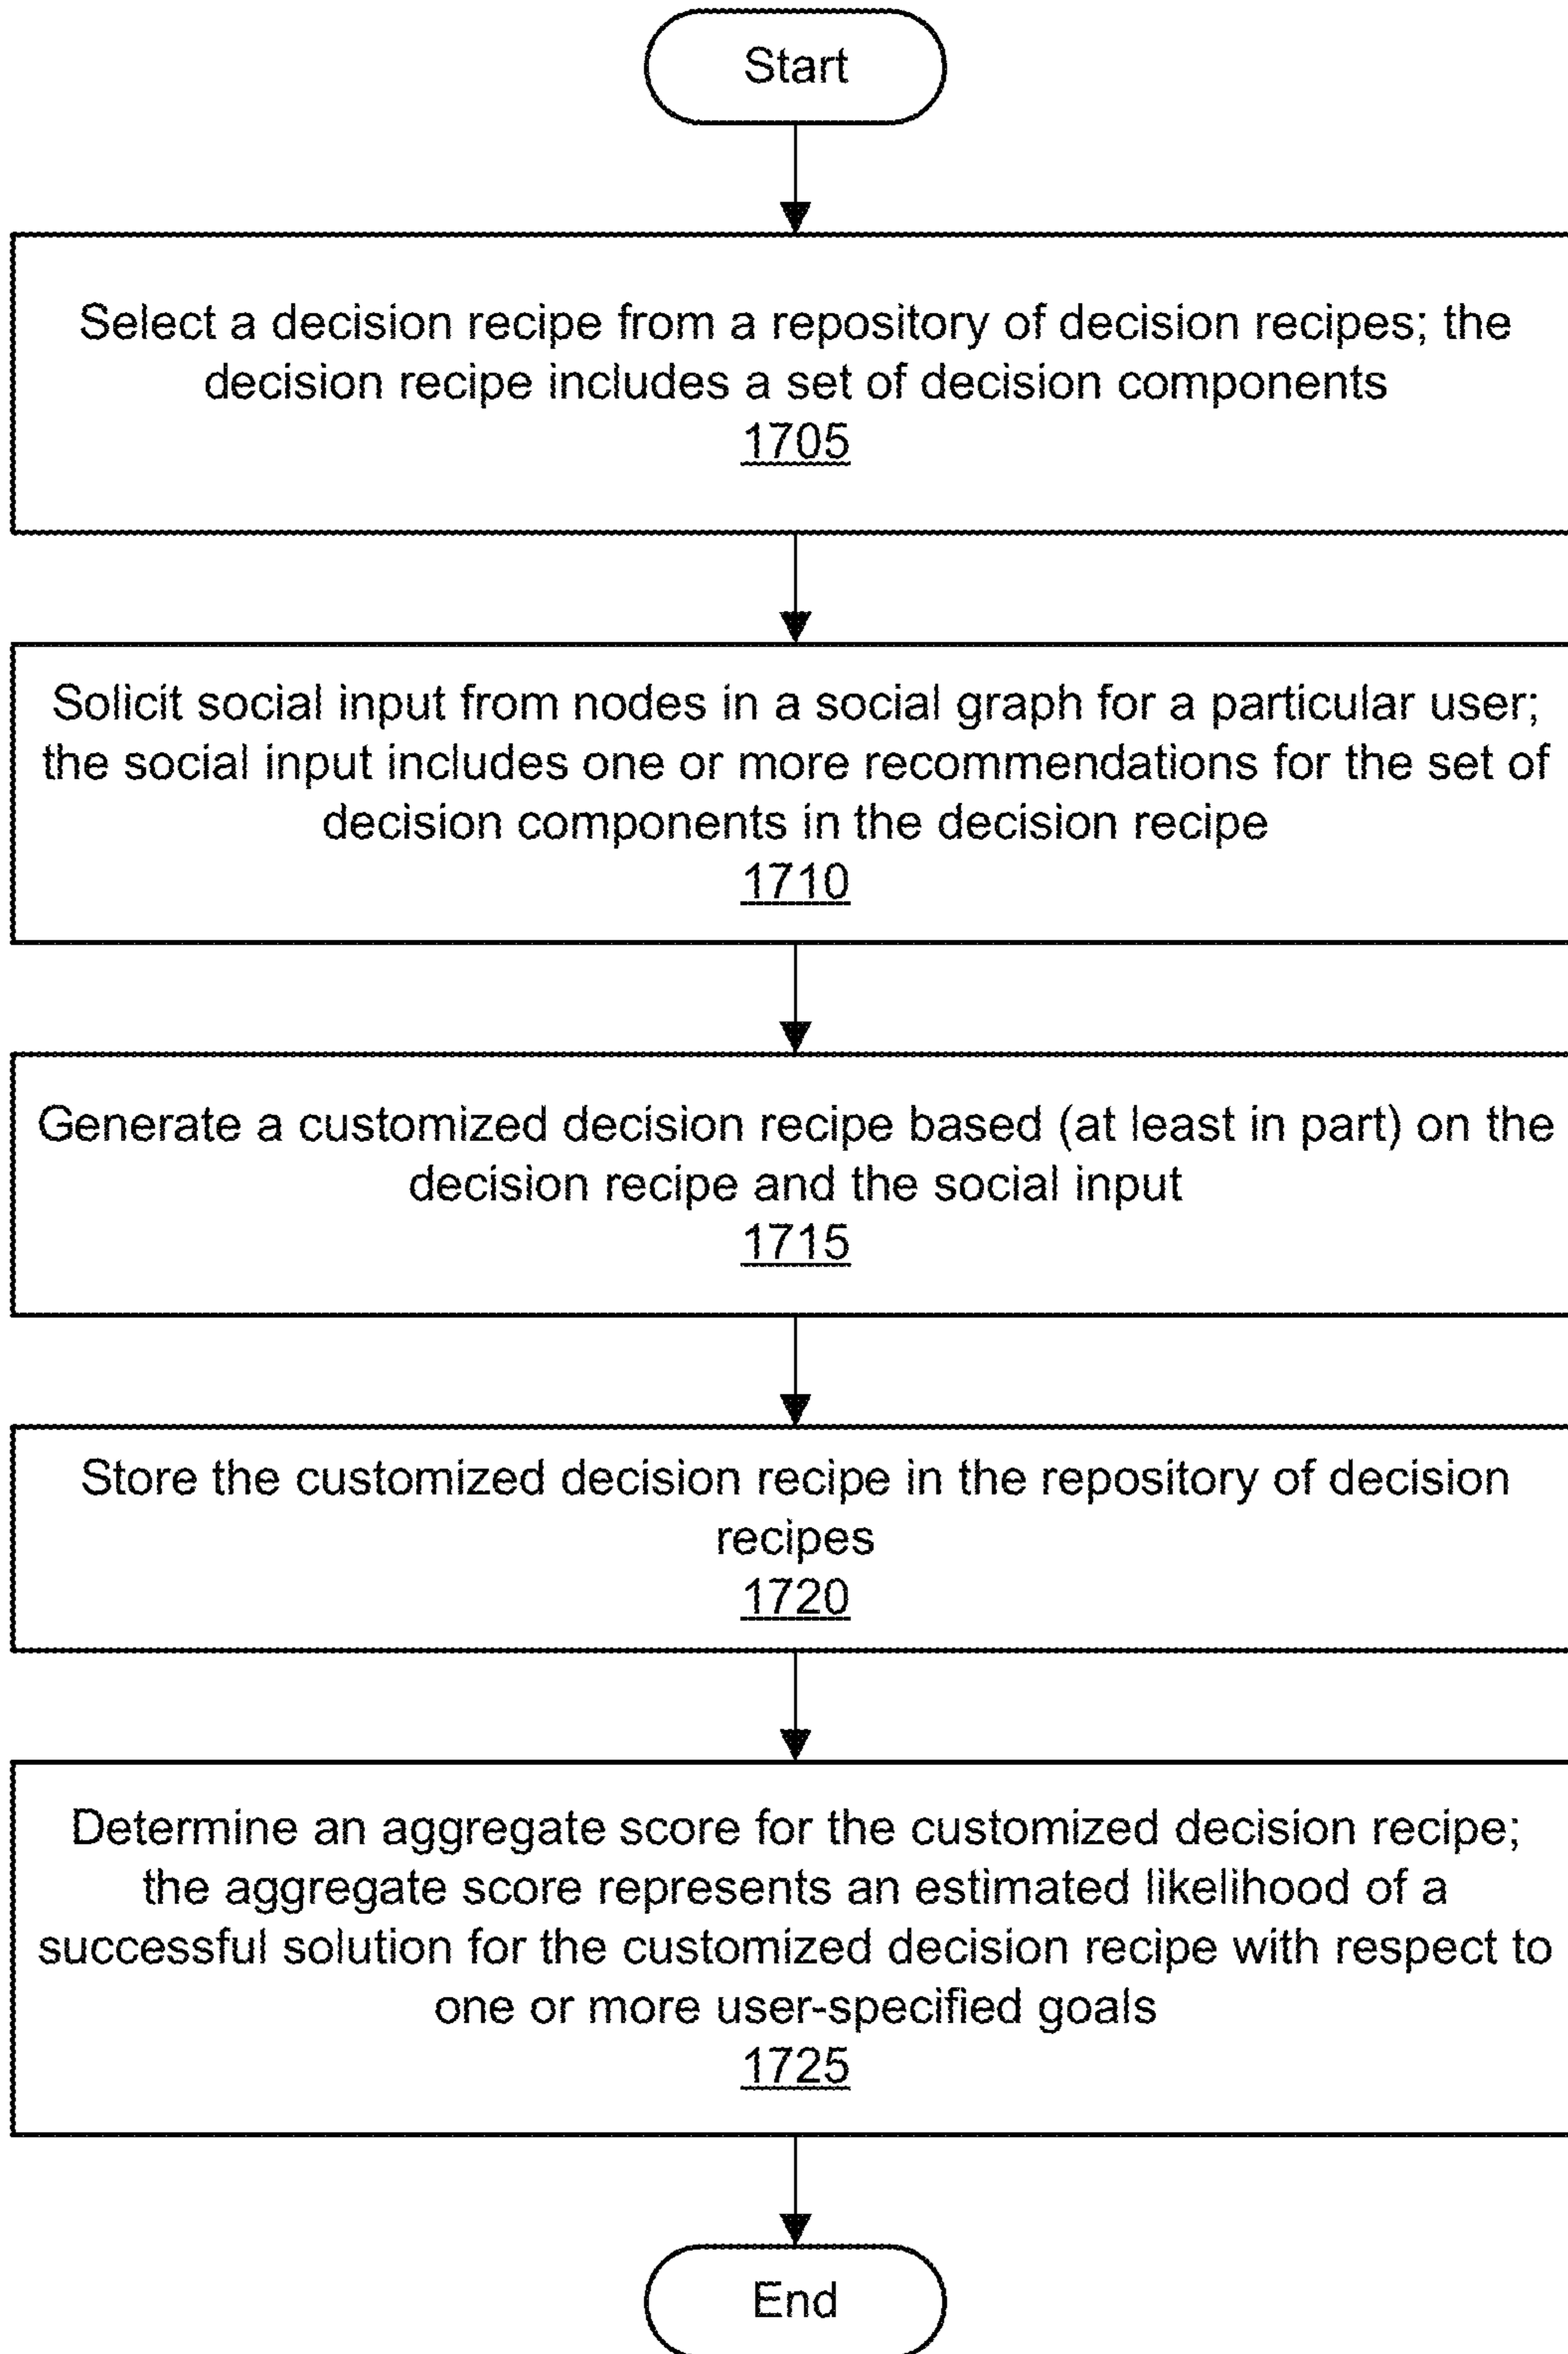 Start
Select a decision recipe from a repository of decision recipes; the
decision recipe includes a set of decision components
1705
Solicit social input from nodes in a social graph for a particular user;
the social input includes one or more recommendations for the set of
decision components in the decision recipe
1710
Generate a customized decision recipe based (at least in part) on the
decision recipe and the social input
1715
Store the customized decision recipe in the repository of decision
recipes
1720
Determine an aggregate score for the customized decision recipe;
the aggregate score represents an estimated likelihood of a
successful solution for the customized decision recipe with respect to
one or more user-specified goals
1725
End